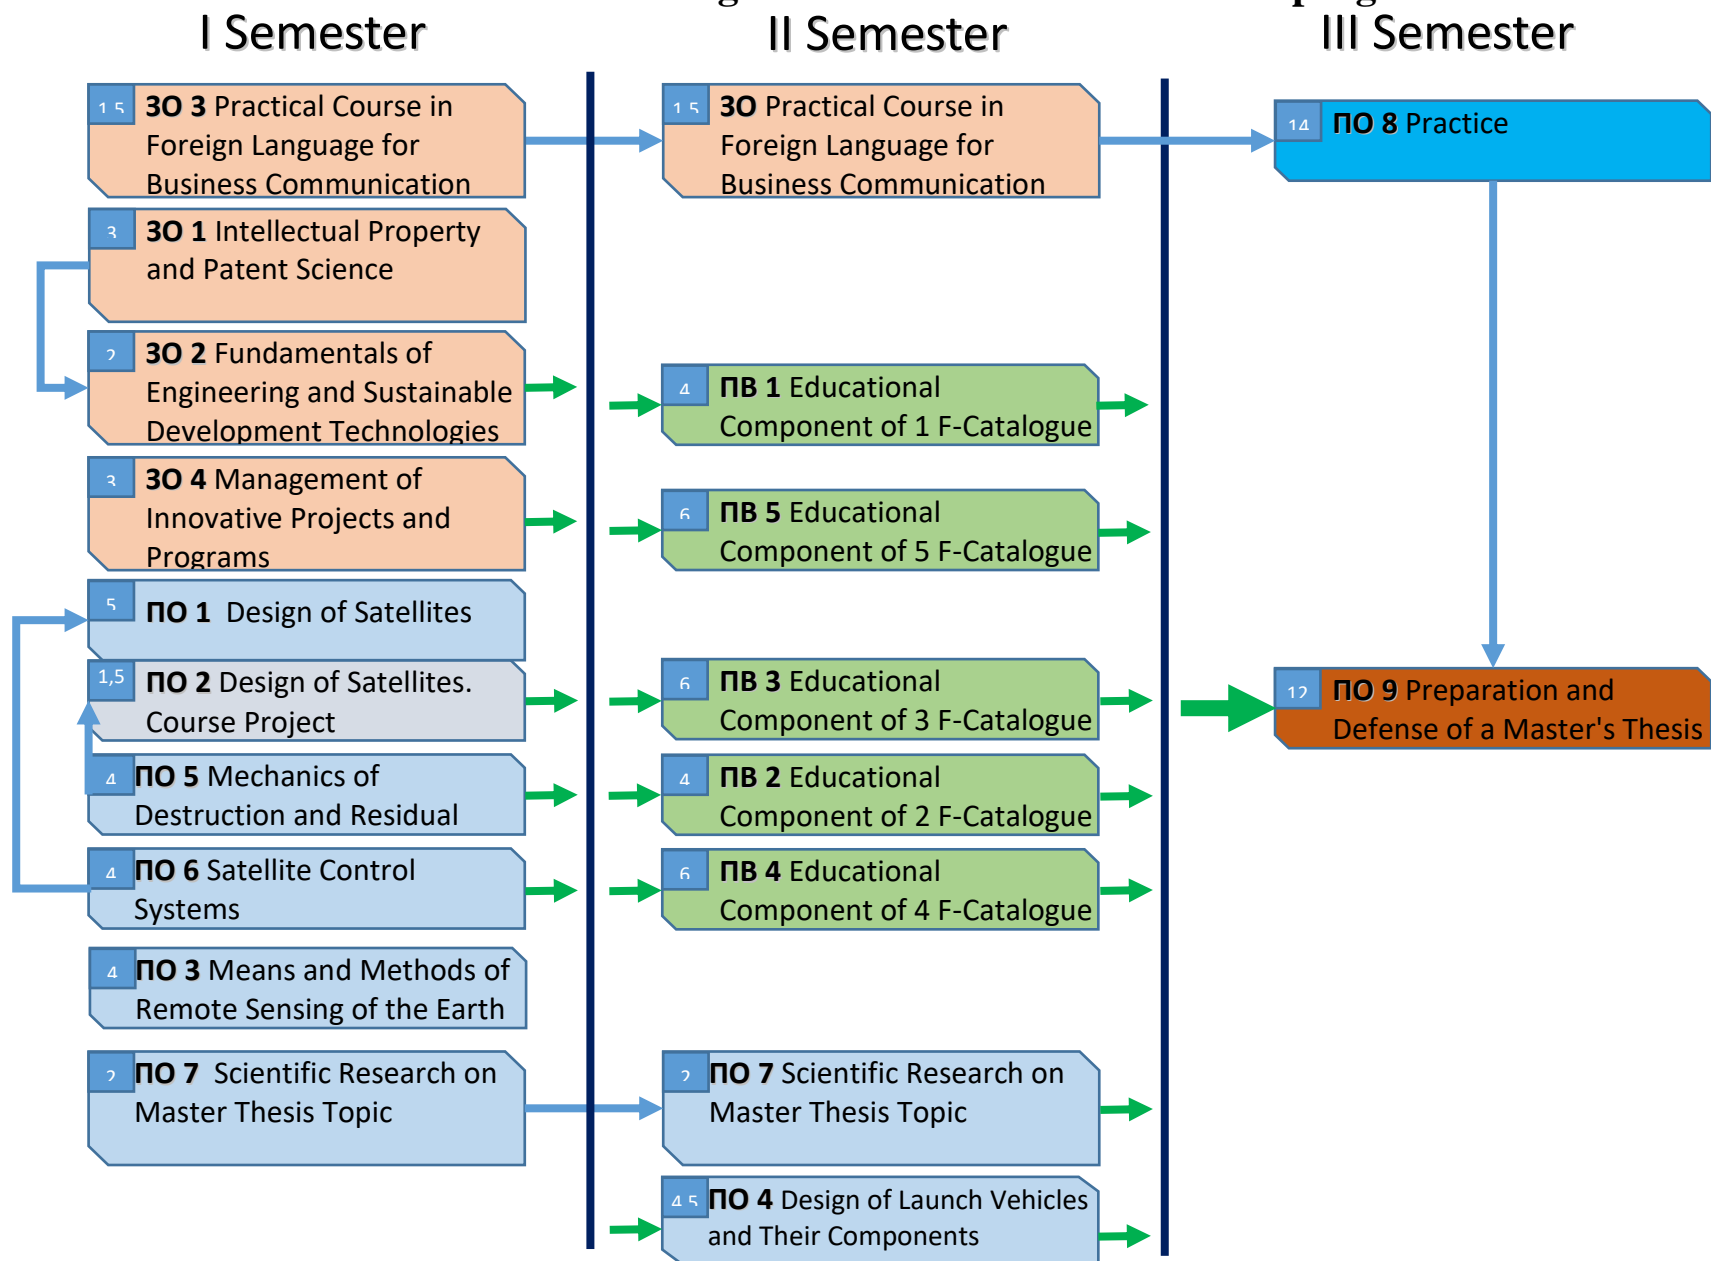 I Semester
II Semester
III Semester
1,5
ЗО 3 Practical Course in
Foreign Language for
Business Communication
3
ЗО 1 Intellectual Property
and Patent Science
2
ЗО 2 Fundamentals of
Engineering and Sustainable
Development Technologies
3
ЗО 4 Management of
Innovative Projects and
Programs
5
ПО 1 Design of Satellites
1,5
ПО 2 Design of Satellites.
Course Project
4
ПО 5 Mechanics of
Destruction and Residual
4
ПО 6 Satellite Control
Systems
4
ПО 3 Means and Methods of
Remote Sensing of the Earth
2
ПО 7 Scientific Research on
Master Thesis Topic
1,5
ЗО Practical Course in
Foreign Language for
Business Communication
4
ПВ 1 Educational
Component of 1 F-Catalogue
6
ПВ 5 Educational
Component of 5 F-Catalogue
6
ПВ 3 Educational
Component of 3 F-Catalogue
4
ПВ 2 Educational
Component of 2 F-Catalogue
6
ПВ 4 Educational
Component of 4 F-Catalogue
2
ПО 7 Scientific Research on
Master Thesis Topic
4,5
ПО 4 Design of Launch Vehicles
and Their Components
14
ПО 8 Practice
12
ПО 9 Preparation and
Defense of a Master's Thesis